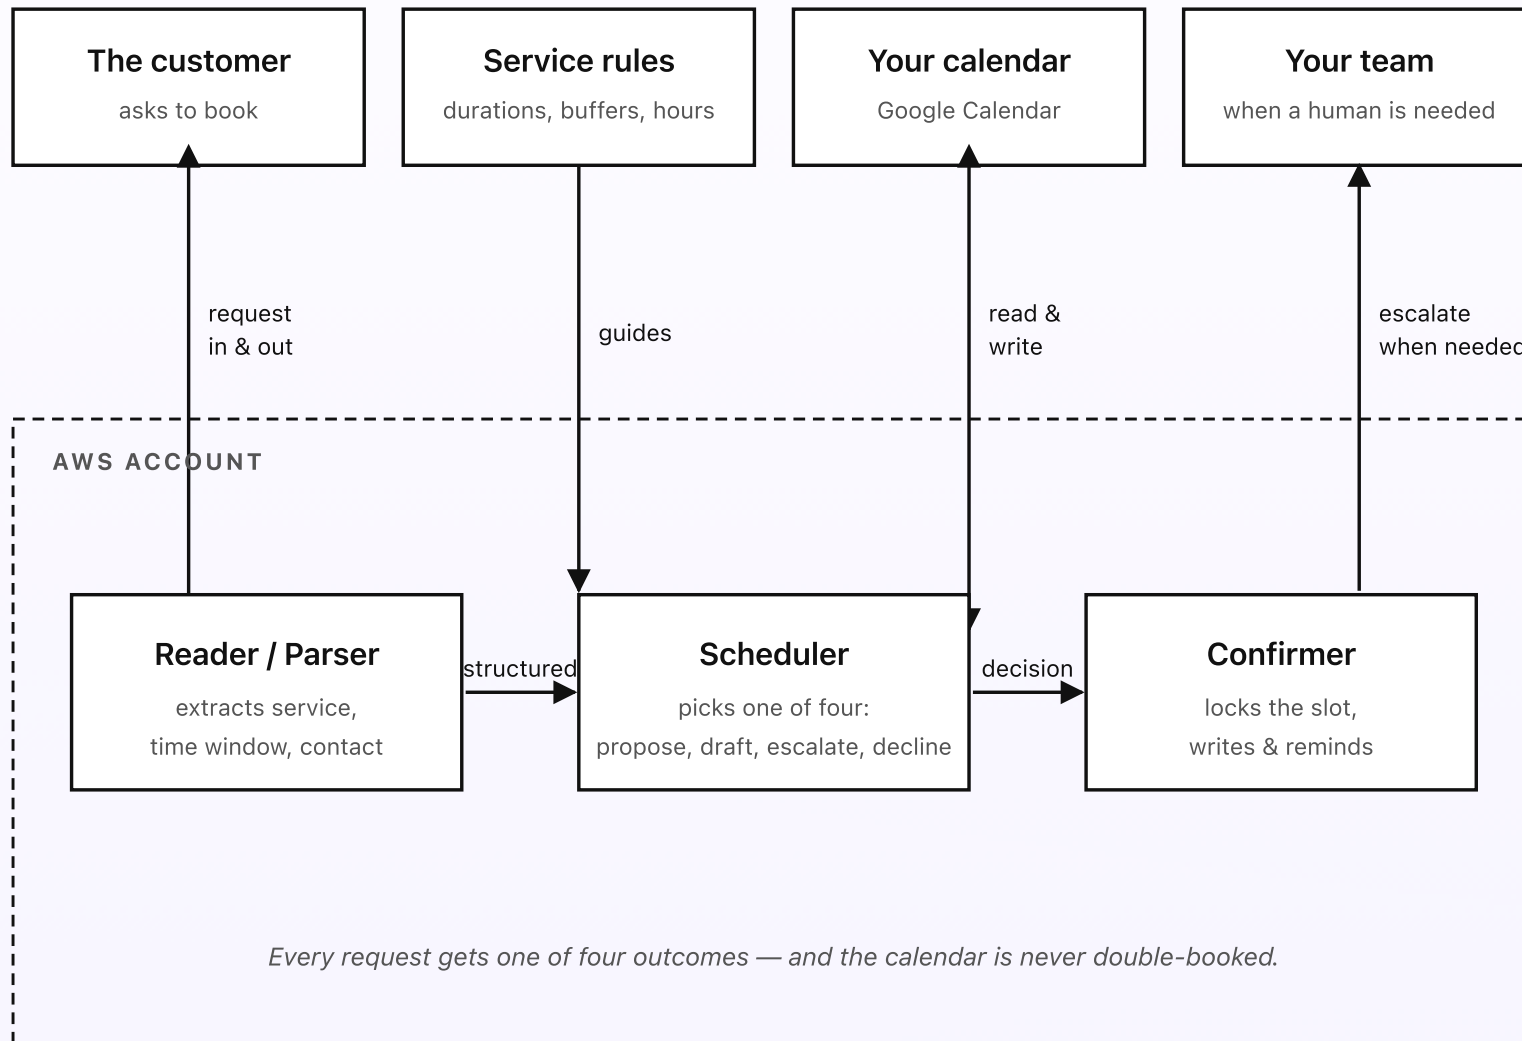 The customer
asks to book
Service rules
durations, buffers, hours
Your calendar
Google Calendar
Your team
when a human is needed
request
in & out
guides
read &
write
escalate
when needed
AWS ACCOUNT
Reader / Parser
extracts service,
time window, contact
structured
Scheduler
picks one of four:
propose, draft, escalate, decline
decision
Confirmer
locks the slot,
writes & reminds
Every request gets one of four outcomes — and the calendar is never double-booked.